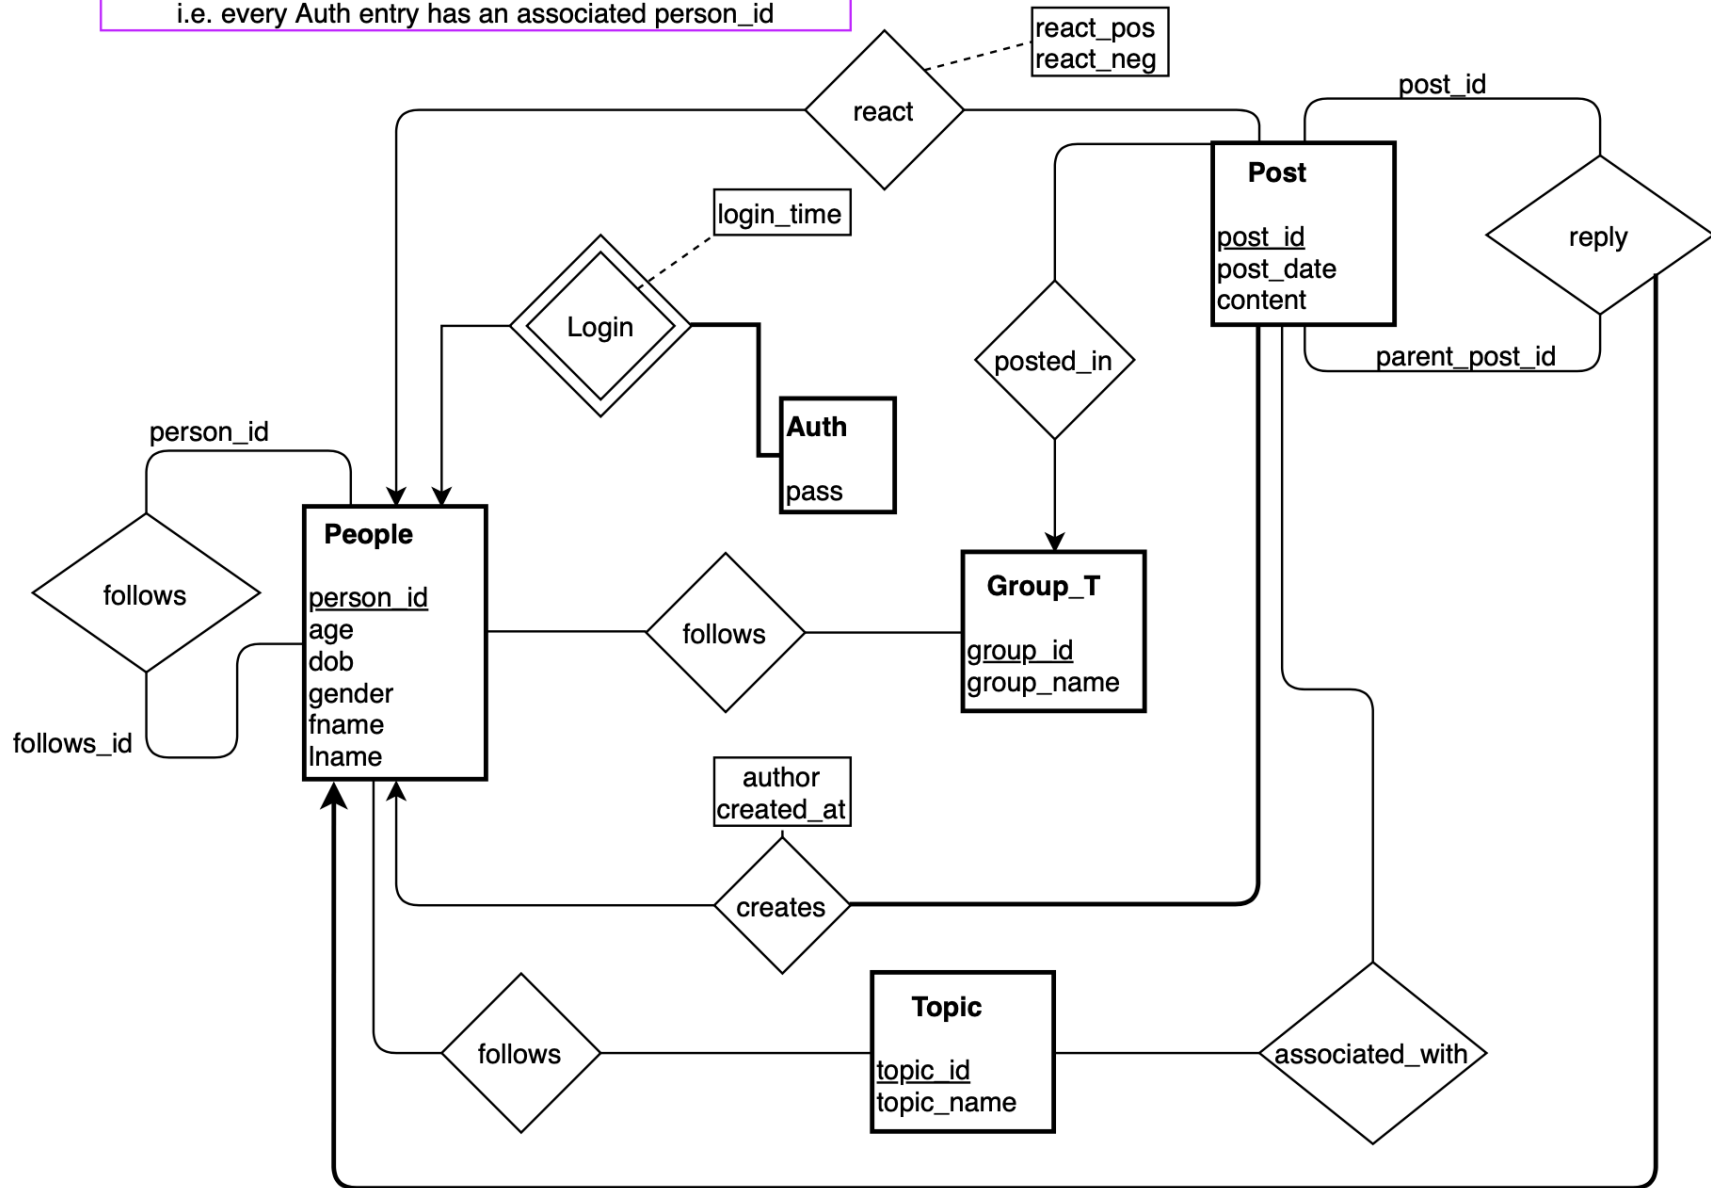 i.e. every Auth entry has an associated person_id
react_pos
react_neg
react
post_id
Post
post_id
post_date
content
reply
parent_post_id
login_time
Login
posted_in
Auth
pass
person_id
follows
follows_id
People
person_id
age
dob
gender
fname
lname
follows
Group_T
group_id
group_name
author
created_at
creates
follows
Topic
topic_id
topic_name
associated_with